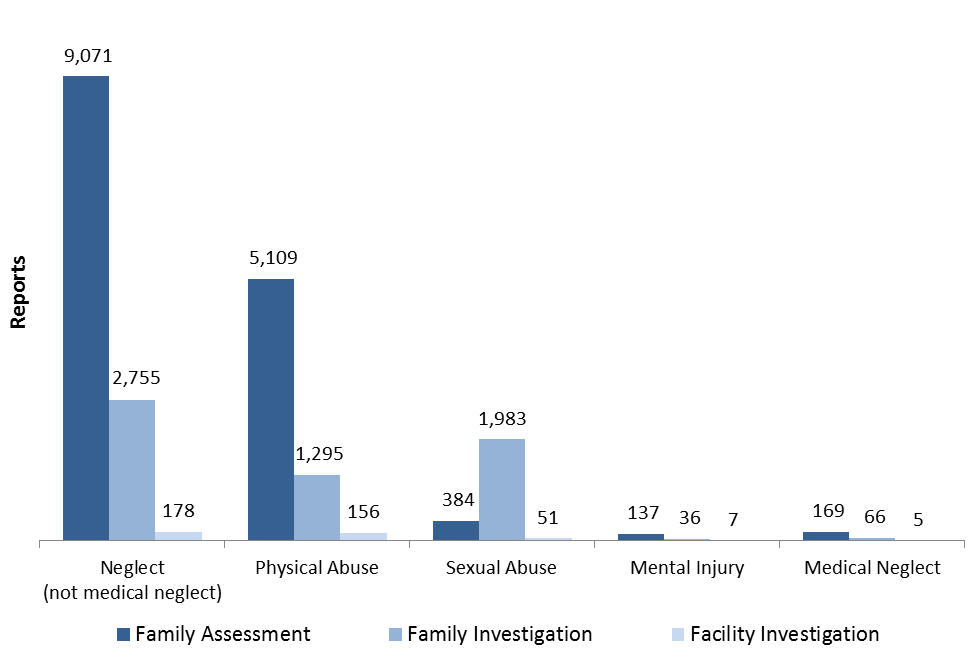 9,071
2,755
178
5,109
1,295
156
384
1,983
51
137
36
7
169
66
5
Reports
Neglect
(not medical neglect)
Physical Abuse
Sexual Abuse
Mental Injury
Medical Neglect
Family Assessment
Family Investigation
Facility Investigation